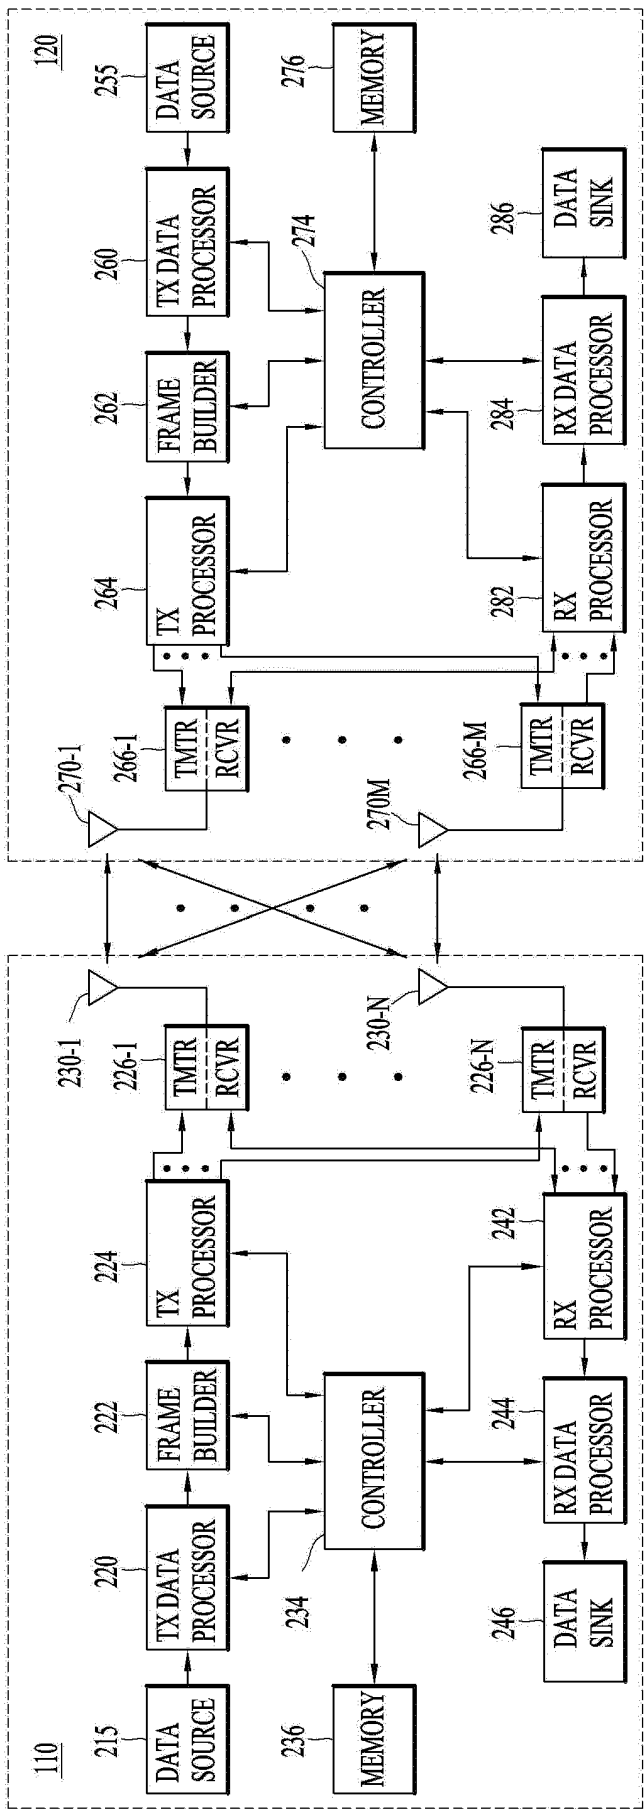 110
215
DATA
SOURCE
220
TX DATA
PROCESSOR
222
FRAME
BUILDER
224
TX
PROCESSOR
226-1
TMTR
RCVR
230-1
236
MEMORY
234
CONTROLLER
246
DATA
SINK
244
RX DATA
PROCESSOR
242
RX
PROCESSOR
226-N
TMTR
RCVR
230-N
120
270-1
266-1
TMTR
RCVR
264
TX
PROCESSOR
262
FRAME
BUILDER
260
TX DATA
PROCESSOR
255
DATA
SOURCE
274
CONTROLLER
276
MEMORY
270M
266-M
TMTR
RCVR
282
RX
PROCESSOR
284
RX DATA
PROCESSOR
286
DATA
SINK